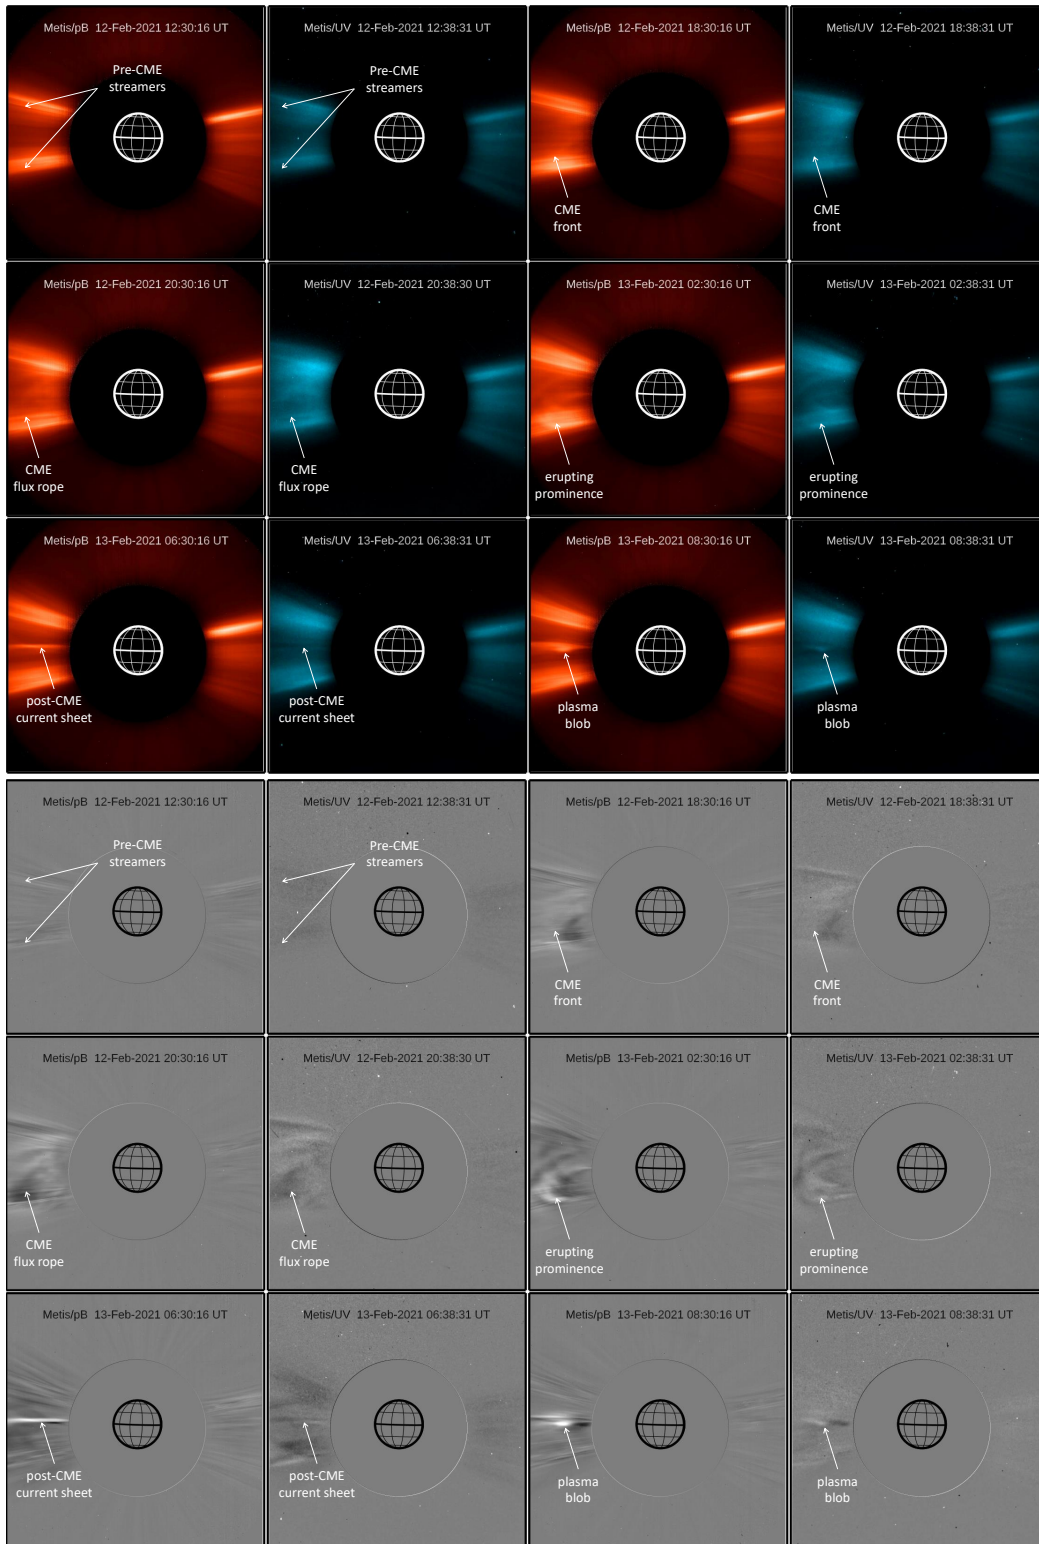 Metis/pB 12-Feb-2021 12:30:16 UT
Pre-CME
streamers
Metis/UV 12-Feb-2021 12:38:31 UT
Pre-CME
streamers
Metis/pB 12-Feb-2021 18:30:16 UT
CME
front
Metis/UV 12-Feb-2021 18:38:31 UT
CME
front
Metis/pB 12-Feb-2021 20:30:16 UT
CME
flux rope
Metis/UV 12-Feb-2021 20:38:30 UT
CME
flux rope
Metis/pB 13-Feb-2021 02:30:16 UT
erupting
prominence
Metis/UV 13-Feb-2021 02:38:31 UT
erupting
prominence
Metis/pB 13-Feb-2021 06:30:16 UT
post-CME
current sheet
Metis/UV 13-Feb-2021 06:38:31 UT
post-CME
current sheet
Metis/pB 13-Feb-2021 08:30:16 UT
plasma
blob
Metis/UV 13-Feb-2021 08:38:31 UT
plasma
blob
Metis/pB 12-Feb-2021 12:30:16 UT
Pre-CME
streamers
Metis/UV 12-Feb-2021 12:38:31 UT
Pre-CME
streamers
Metis/pB 12-Feb-2021 18:30:16 UT
CME
front
Metis/UV 12-Feb-2021 18:38:31 UT
CME
front
Metis/pB 12-Feb-2021 20:30:16 UT
CME
flux rope
Metis/UV 12-Feb-2021 20:38:30 UT
CME
flux rope
Metis/pB 13-Feb-2021 02:30:16 UT
erupting
prominence
Metis/UV 13-Feb-2021 02:38:31 UT
erupting
prominence
Metis/pB 13-Feb-2021 06:30:16 UT
post-CME
current sheet
Metis/UV 13-Feb-2021 06:38:31 UT
post-CME
current sheet
Metis/pB 13-Feb-2021 08:30:16 UT
plasma
blob
Metis/UV 13-Feb-2021 08:38:31 UT
plasma
blob